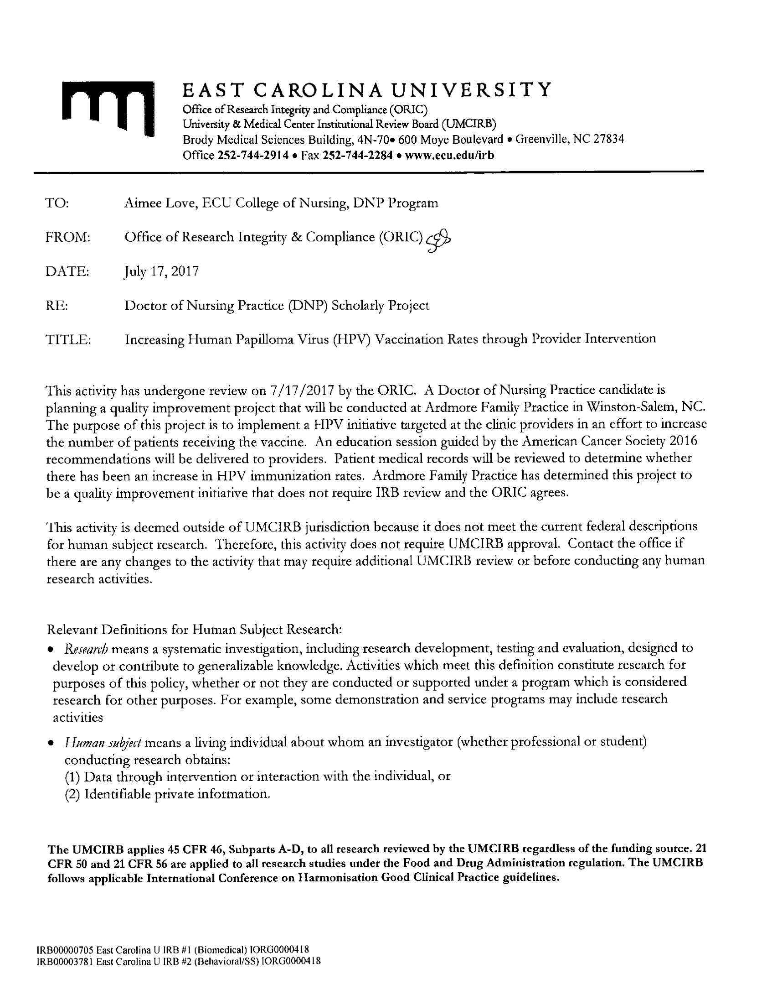 EAST CAROLINA UNIVERSITY
Office of Research Integrity and Compliance (ORIC)
University & Medical Center Institutional Review Board (UMCIRB)
Brody Medical Sciences Building, 4N-70• 600 Moye Boulevard • Greenville, NC 27834
Office 252-744-2914 • Fax 252-744-2284 • www.ecu.edu/irb
TO: Aimee Love, ECU College of Nursing, DNP Program
FROM: Office of Research Integrity & Compliance (ORIC)
DATE: July 17, 2017
RE: Doctor of Nursing Practice (DNP) Scholarly Project
TITLE: Increasing Human Papilloma Virus (HPV) Vaccination Rates through Provider Intervention
This activity has undergone review on 7/17/2017 by the ORIC. A Doctor of Nursing Practice candidate is
planning a quality improvement project that will be conducted at Ardmore Family Practice in Winston-Salem, NC.
The purpose of this project is to implement a HPV initiative targeted at the clinic providers in an effort to increase
the number of patients receiving the vaccine. An education session guided by the American Cancer Society 2016
recommendations will be delivered to providers. Patient medical records will be reviewed to determine whether
there has been an increase in HPV immunization rates. Ardmore Family Practice has determined this project to
be a quality improvement initiative that does not require IRB review and the ORIC agrees.
This activity is deemed outside of UMCIRB jurisdiction because it does not meet the current federal descriptions
for human subject research. Therefore, this activity does not require UMCIRB approval. Contact the office if
there are any changes to the activity that may require additional UMCIRB review or before conducting any human
research activities.
Relevant Definitions for Human Subject Research:
• Research means a systematic investigation, including research development, testing and evaluation, designed to
develop or contribute to generalizable knowledge. Activities which meet this definition constitute research for
purposes of this policy, whether or not they are conducted or supported under a program which is considered
research for other purposes. For example, some demonstration and service programs may include research
activities
• Human subject means a living individual about whom an investigator (whether professional or student)
conducting research obtains:
(1) Data through intervention or interaction with the individual, or
(2) Identifiable private information.
The UMCIRB applies 45 CFR 46, Subparts A-D, to all research reviewed by the UMCIRB regardless of the funding source. 21
CFR 50 and 21 CFR 56 are applied to all research studies under the Food and Drug Administration regulation. The UMCIRB
follows applicable International Conference on Harmonisation Good Clinical Practice guidelines.
IRB00000705 East Carolina U IRB #1 (Biomedical) IORG0000418
IRB00003781 East Carolina U IRB #2 (Behavioral/SS) IORG0000418